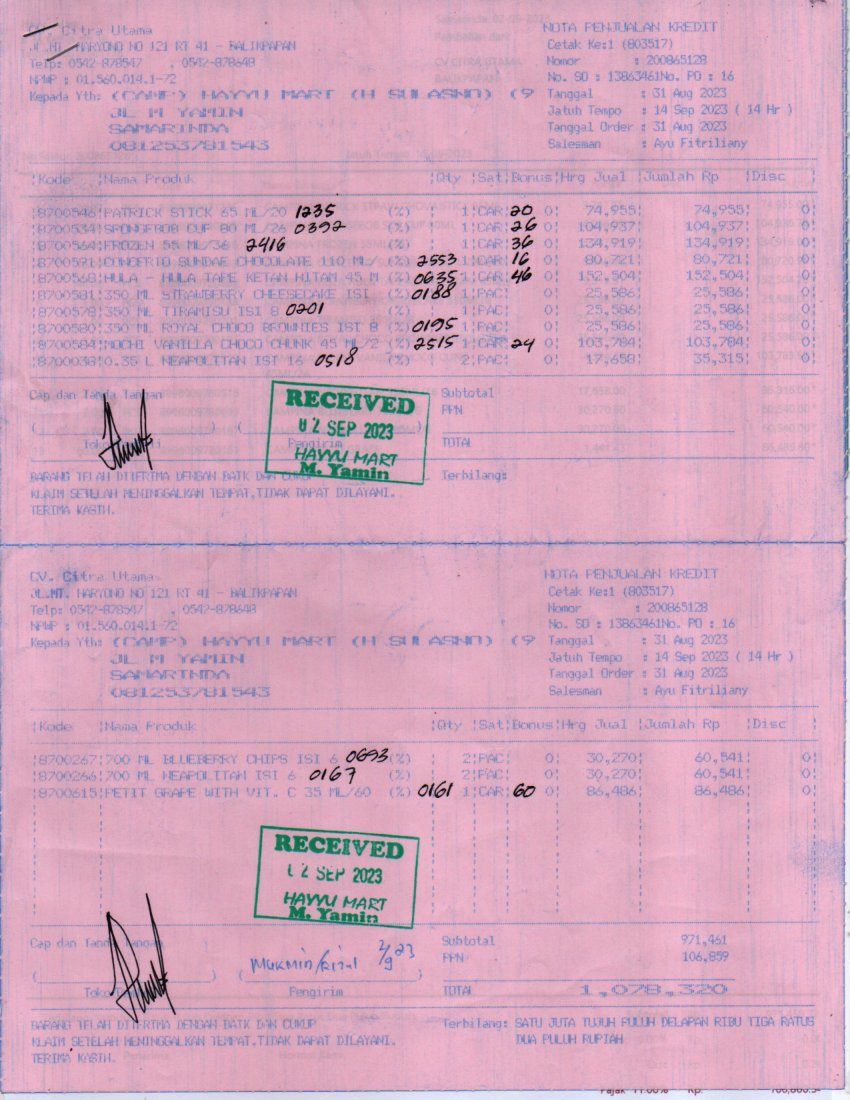 CV. Citra Utama
JL.MT. HARYONO NO 121 RT 41 - BALIKPAPAN
Telp: 0542-878547 , 0542-878648
NPWP : 01.560.014.1-72
Kepada Yth: (CAMP) HAYYU MART (H SULASNO) (9
JL M YAMIN
SAMARINDA
081253781543
NOTA PENJUALAN KREDIT
Cetak Ke:1 (803517)
Nomor : 200865128
No. SO : 13863461No. PO : 16
Tanggal : 31 Aug 2023
Jatuh Tempo : 14 Sep 2023 ( 14 Hr )
Tanggal Order : 31 Aug 2023
Salesman : Ayu Fitriliany
Kode Nama Produk Qty Sat Bonus Hrg Jual Jumlah Rp Disc
8700546 PATRICK STICK 65 ML/20 1235 (%) 1 CAR 20 0 74,955 74,955 0
8700534 SPONGEBOB CUP 80 ML/26 0392 (%) 1 CAR 26 0 104,937 104,937 0
8700564 FROZEN 55 ML/36 2416 (%) 1 CAR 36 0 134,919 134,919 0
8700591 CONCERTO SUNDAE CHOCOLATE 110 ML/ (%) 2553 1 CAR 16 0 80,721 80,721 0
8700568 HULA - HULA TAPE KETAN HITAM 45 M (%) 0635 1 CAR 46 0 152,504 152,504 0
8700581 350 ML STRAWBERRY CHEESECAKE ISI (%) 0188 1 PAC 0 25,586 25,586 0
8700578 350 ML TIRAMISU ISI 8 0201 (%) 1 PAC 0 25,586 25,586 0
8700580 350 ML ROYAL CHOCO BROWNIES ISI 8 (%) 0195 1 PAC 0 25,586 25,586 0
8700584 MOCHI VANILLA CHOCO CHUNK 45 ML/2 (%) 2515 1 CAR 24 0 103,784 103,784 0
8700038 0.35 L NEAPOLITAN ISI 16 0518 (%) 2 PAC 0 17,658 35,315 0
Cap dan Tanda Tangan
Subtotal
PPN
TOTAL
RECEIVED
02 SEP 2023
HAYYU MART
M. Yamin
Toko Pengirim
BARANG TELAH DITERIMA DENGAN BAIK DAN CUKUP
Terbilang:
KLAIM SETELAH MENINGGALKAN TEMPAT,TIDAK DAPAT DILAYANI.
TERIMA KASIH.
CV. Citra Utama
JL.MT. HARYONO NO 121 RT 41 - BALIKPAPAN
Telp: 0542-878547 , 0542-878648
NPWP : 01.560.014.1-72
Kepada Yth: (CAMP) HAYYU MART (H SULASNO) (9
JL M YAMIN
SAMARINDA
081253781543
NOTA PENJUALAN KREDIT
Cetak Ke:1 (803517)
Nomor : 200865128
No. SO : 13863461No. PO : 16
Tanggal : 31 Aug 2023
Jatuh Tempo : 14 Sep 2023 ( 14 Hr )
Tanggal Order : 31 Aug 2023
Salesman : Ayu Fitriliany
Kode Nama Produk Qty Sat Bonus Hrg Jual Jumlah Rp Disc
8700267 700 ML BLUEBERRY CHIPS ISI 6 0693 (%) 2 PAC 0 30,270 60,541 0
8700266 700 ML NEAPOLITAN ISI 6 0167 (%) 2 PAC 0 30,270 60,541 0
8700615 PETIT GRAPE WITH VIT. C 35 ML/60 (%) 0161 1 CAR 60 0 86,486 86,486 0
RECEIVED
02 SEP 2023
HAYYU MART
M. Yamin
Cap dan Tanda Tangan
Mukmin/rizal 2/9 23
Toko Pengirim
Subtotal 971,461
PPN 106,859
TOTAL 1,078,320
BARANG TELAH DITERIMA DENGAN BAIK DAN CUKUP
KLAIM SETELAH MENINGGALKAN TEMPAT,TIDAK DAPAT DILAYANI.
TERIMA KASIH.
Terbilang: SATU JUTA TUJUH PULUH DELAPAN RIBU TIGA RATUS
DUA PULUH RUPIAH
Pajak 11.00% Rp.